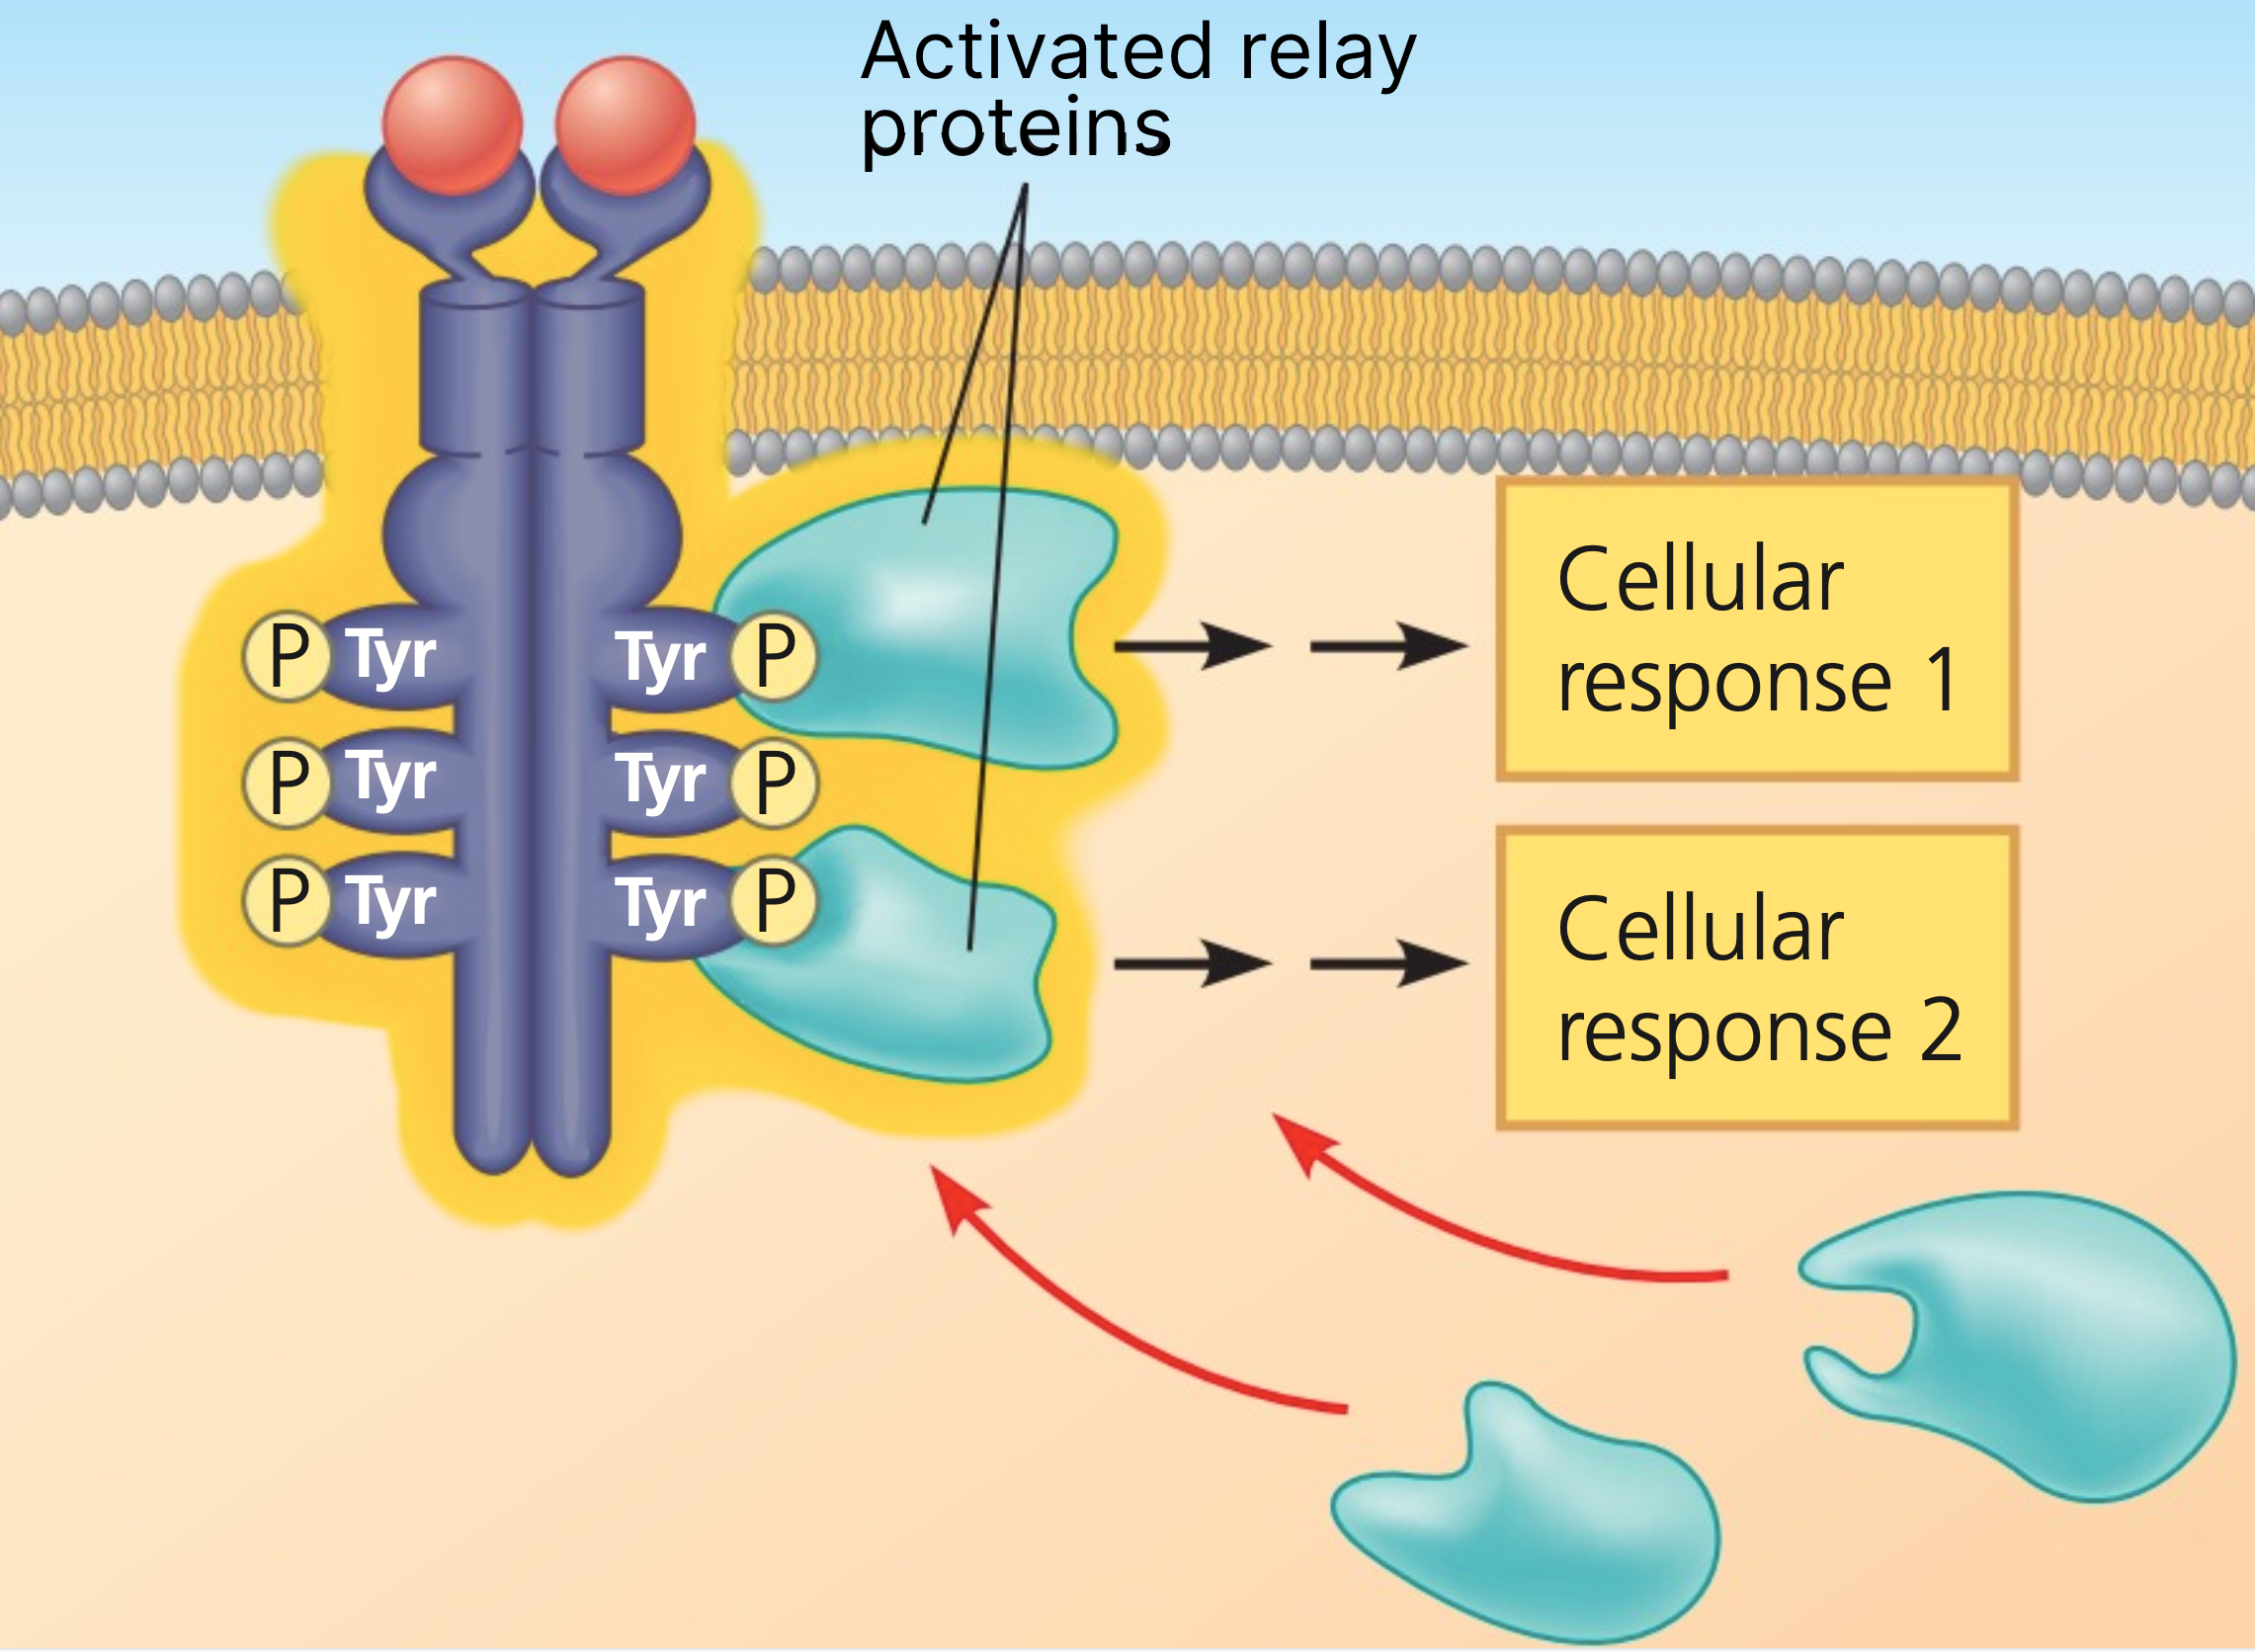 Activated relay
proteins
P Tyr Tyr P
P Tyr Tyr P
P Tyr Tyr P
Cellular
response 1
Cellular
response 2